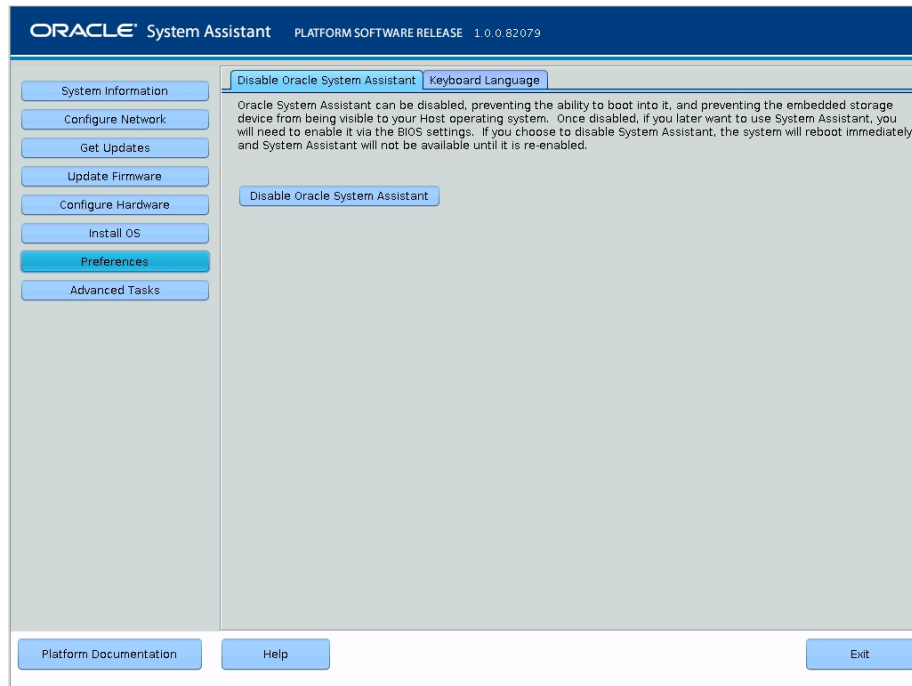 ORACLE System Assistant PLATFORM SOFTWARE RELEASE 1.0.0.82079
System Information
Configure Network
Get Updates
Update Firmware
Configure Hardware
Install OS
Preferences
Advanced Tasks
Disable Oracle System Assistant Keyboard Language
Oracle System Assistant can be disabled, preventing the ability to boot into it, and preventing the embedded storage
device from being visible to your Host operating system. Once disabled, if you later want to use System Assistant, you
will need to enable it via the BIOS settings. If you choose to disable System Assistant, the system will reboot immediately
and System Assistant will not be available until it is re-enabled.
Disable Oracle System Assistant
Platform Documentation Help Exit